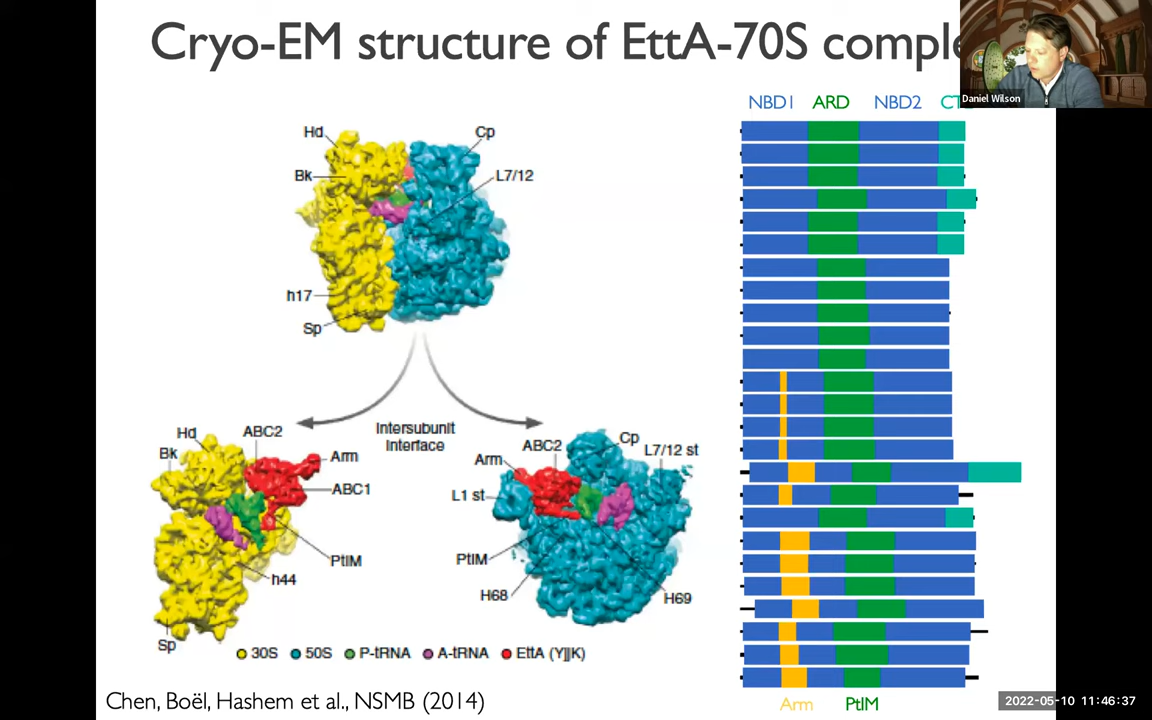 Cryo-EM structure of EttA-70S comple
Daniel Wilson
NBD1 ARD NBD2
Hd
Cp
Bk
L7/12
h17
Sp
Intersubunit
Interface
Hd
ABC2
Bk
Arm
ABC1
PtIM
h44
Sp
ABC2
Cp
L7/12 st
Arm
L1 st
PtIM
H68
H69
30S 50S P-tRNA A-tRNA EttA (YjjK)
Chen, Boël, Hashem et al., NSMB (2014)
Arm PtIM
2022-05-10 11:46:37